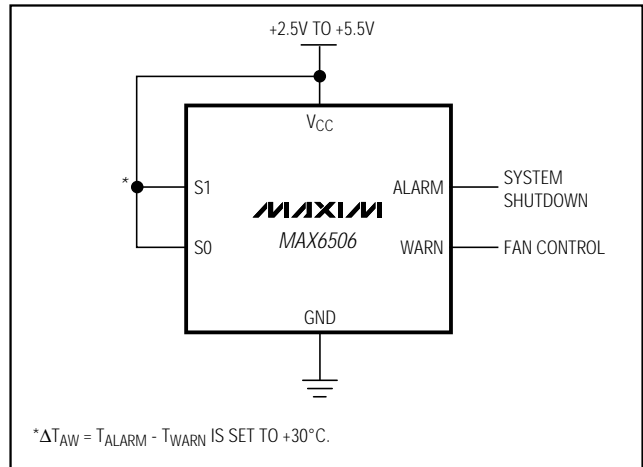 +2.5V TO +5.5V
VCC
* S1
ALARM
SYSTEM
SHUTDOWN
MAXIM
MAX6506
S0
WARN
FAN CONTROL
GND
*ΔTAW = TALARM - TWARN IS SET TO +30°C.